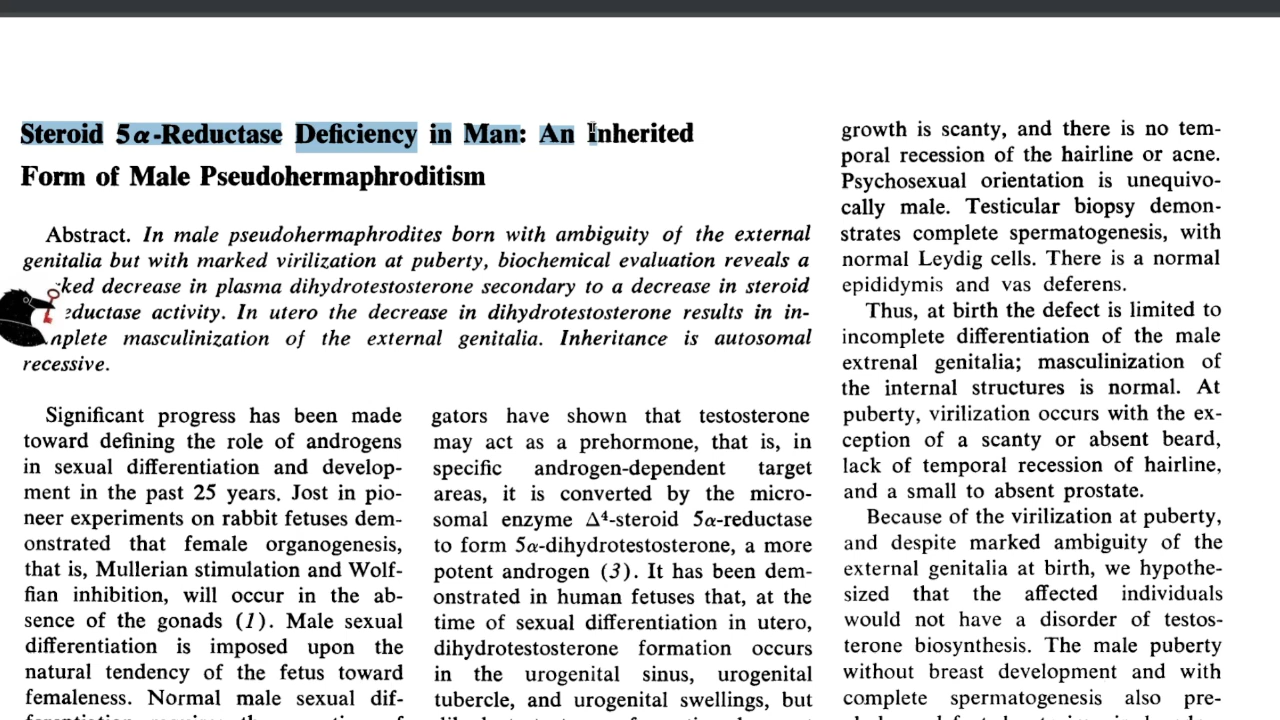 Steroid 5α-Reductase Deficiency in Man: An Inherited
Form of Male Pseudohermaphroditism
Abstract. In male pseudohermaphrodites born with ambiguity of the external
genitalia but with marked virilization at puberty, biochemical evaluation reveals a
decrease in plasma dihydrotestosterone secondary to a decrease in steroid
activity. In utero the decrease in dihydrotestosterone results in in-
masculinization of the external genitalia. Inheritance is autosomal
recessive.
Significant progress has been made
toward defining the role of androgens
in sexual differentiation and develop-
ment in the past 25 years. Jost in pio-
neer experiments on rabbit fetuses dem-
onstrated that female organogenesis,
that is, Mullerian stimulation and Wolf-
fian inhibition, will occur in the ab-
sence of the gonads (1). Male sexual
differentiation is imposed upon the
natural tendency of the fetus toward
femaleness. Normal male sexual dif-
gators have shown that testosterone
may act as a prehormone, that is, in
specific androgen-dependent target
areas, it is converted by the micro-
somal enzyme Δ⁴-steroid 5α-reductase
to form 5α-dihydrotestosterone, a more
potent androgen (3). It has been dem-
onstrated in human fetuses that, at the
time of sexual differentiation in utero,
dihydrotestosterone formation occurs
in the urogenital sinus, urogenital
tubercle, and urogenital swellings, but
growth is scanty, and there is no tem-
poral recession of the hairline or acne.
Psychosexual orientation is unequivo-
cally male. Testicular biopsy demon-
strates complete spermatogenesis, with
normal Leydig cells. There is a normal
epididymis and vas deferens.
Thus, at birth the defect is limited to
incomplete differentiation of the male
extrenal genitalia; masculinization of
the internal structures is normal. At
puberty, virilization occurs with the ex-
ception of a scanty or absent beard,
lack of temporal recession of hairline,
and a small to absent prostate.
Because of the virilization at puberty,
and despite marked ambiguity of the
external genitalia at birth, we hypothe-
sized that the affected individuals
would not have a disorder of testos-
terone biosynthesis. The male puberty
without breast development and with
complete spermatogenesis also pre-